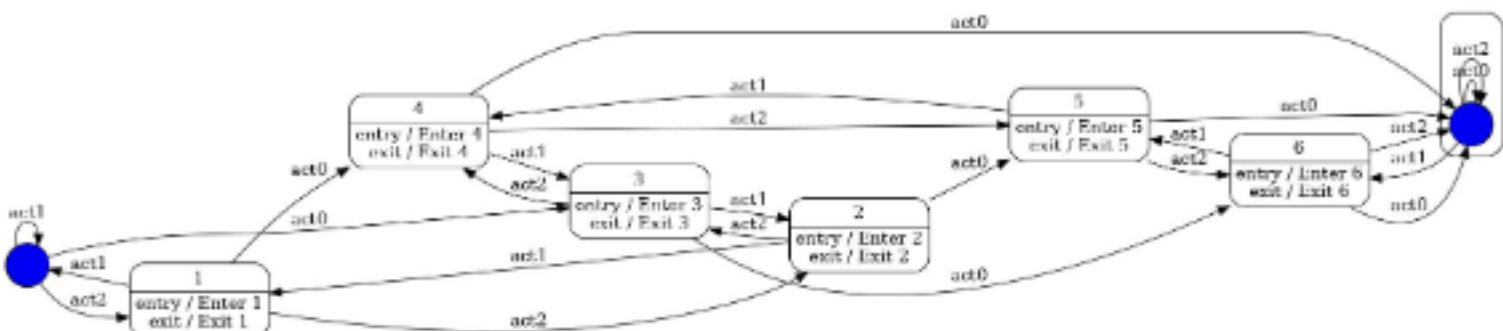 act0
act2
act0
4
entry / Enter 4
exit / Exit 4
act1
act2
5
entry / Enter 5
exit / Exit 5
act0
act1
act2
6
entry / Enter 6
exit / Exit 6
act2
act1
act0
act0
act1
act2
3
entry / Enter 3
exit / Exit 3
act1
act2
act0
2
entry / Enter 2
exit / Exit 2
act1
act0
act0
act1
act1
act2
1
entry / Enter 1
exit / Exit 1
act2
act0